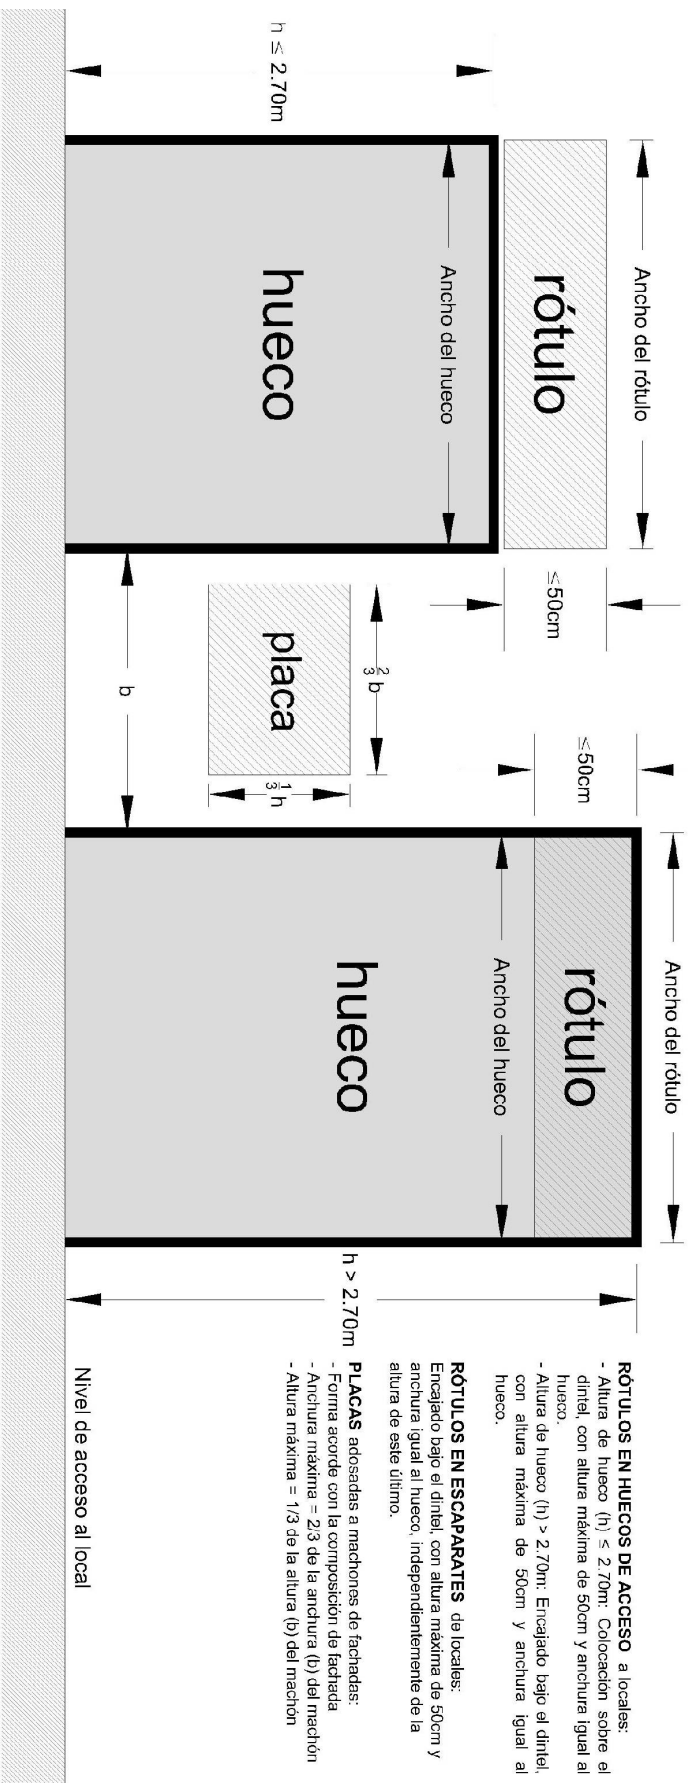 Ancho del rótulo
rótulo
Ancho del hueco
hueco
h ≤ 2.70m
≤50cm
2/3 b
placa
1/3 h
b
≤50cm
Ancho del rótulo
rótulo
Ancho del hueco
hueco
h > 2.70m
Nivel de acceso al local
RÓTULOS EN HUECOS DE ACCESO a locales:
- Altura de hueco (h) ≤ 2.70m: Colocación sobre el
dintel, con altura máxima de 50cm y anchura igual al
hueco.
- Altura de hueco (h) > 2.70m: Encajado bajo el dintel,
con altura máxima de 50cm y anchura igual al
hueco.
RÓTULOS EN ESCAPARATES de locales:
Encajado bajo el dintel, con altura máxima de 50cm y
anchura igual al hueco, independientemente de la
altura de este último.
PLACAS adosadas a machones de fachadas:
- Forma acorde con la composición de fachada
- Anchura máxima = 2/3 de la anchura (b) del machón
- Altura máxima = 1/3 de la altura (b) del machón